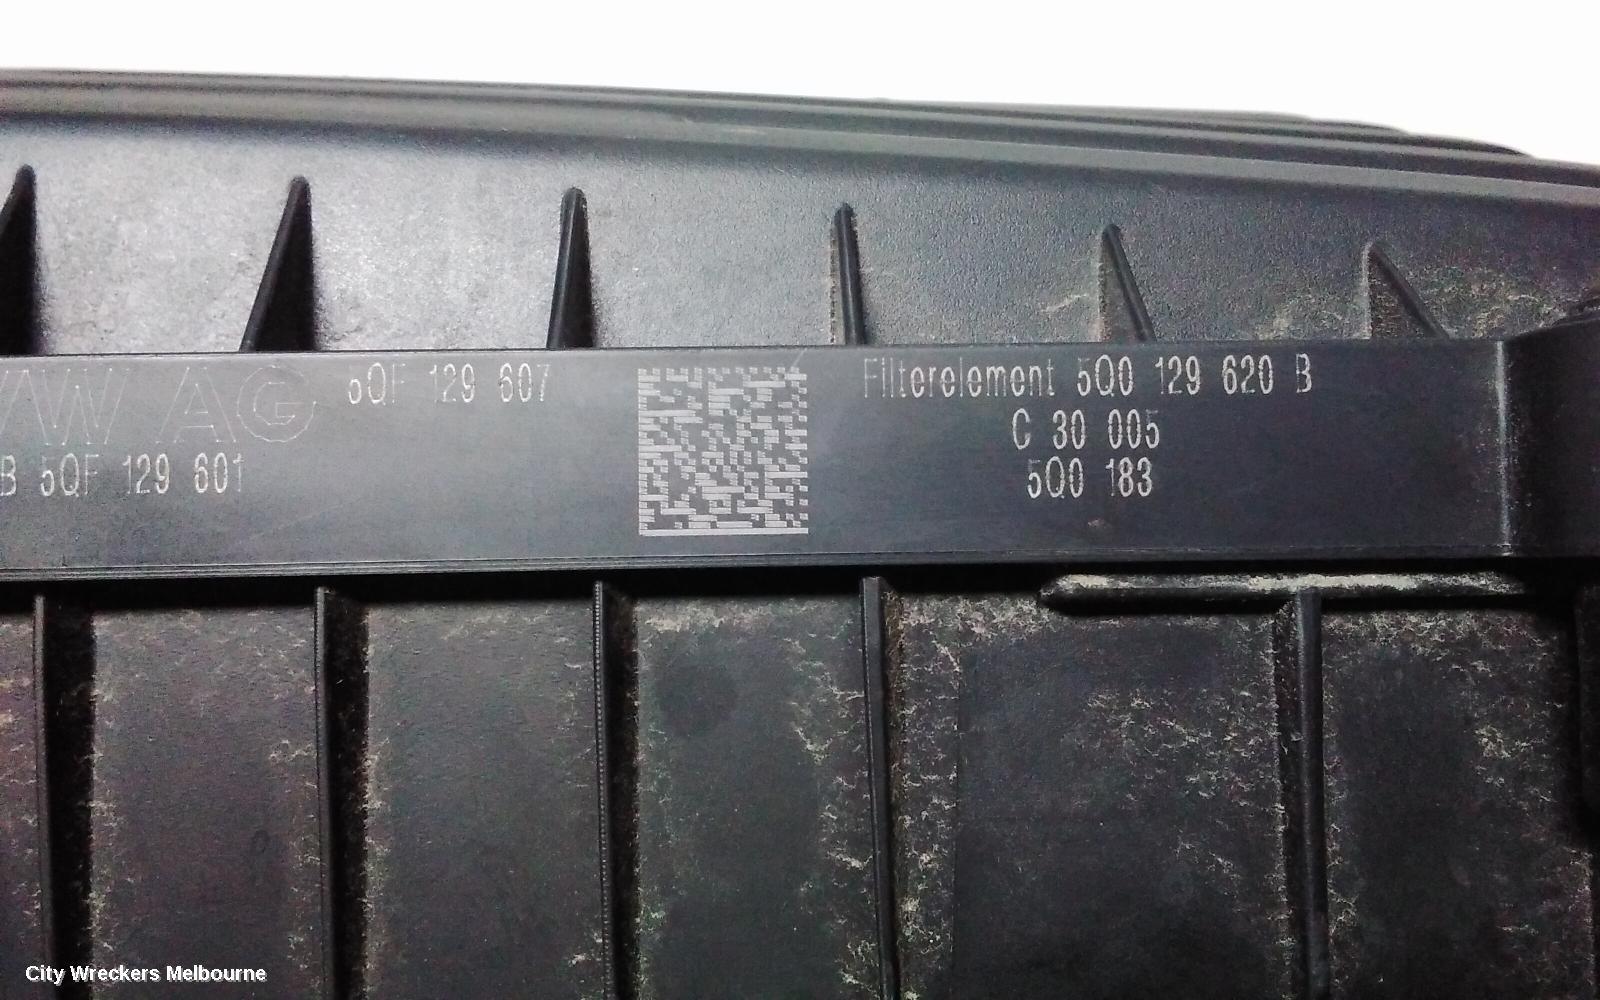 VW AG 5QF 129 607
B 5QF 129 601
Filterelement 5Q0 129 620 B
C 30 005
5Q0 183
City Wreckers Melbourne